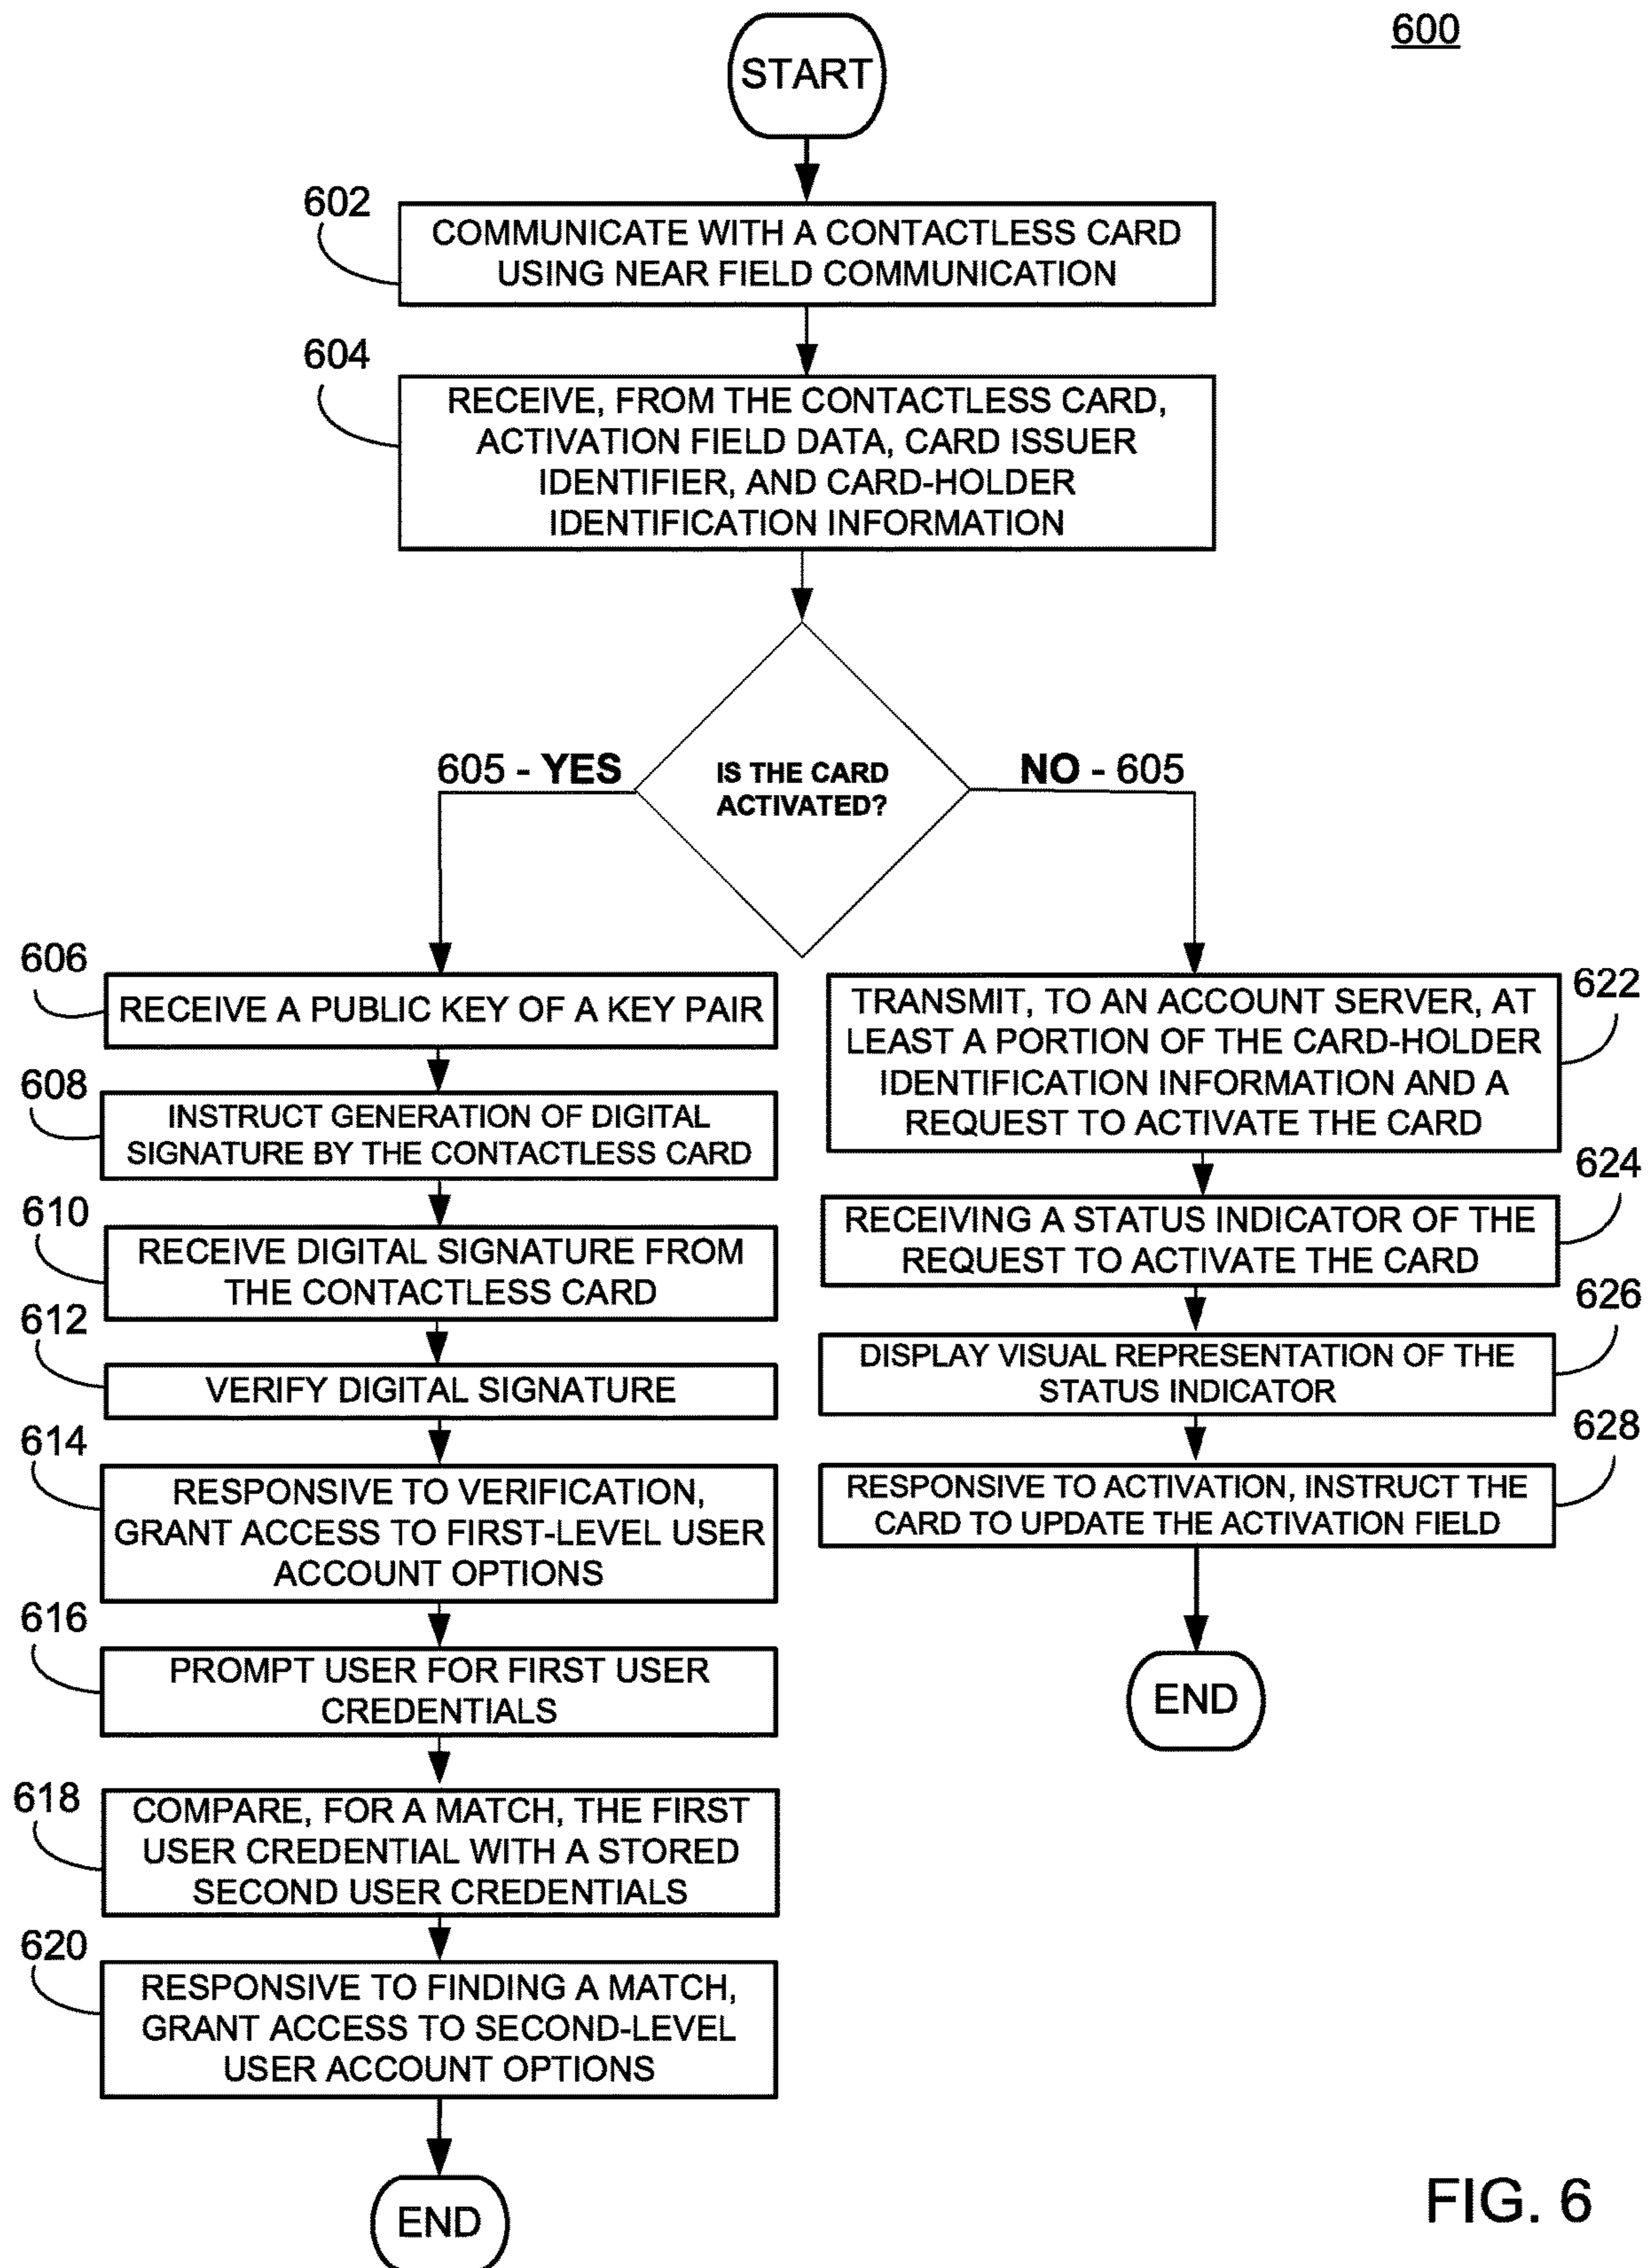 600
START
602
COMMUNICATE WITH A CONTACTLESS CARD
USING NEAR FIELD COMMUNICATION
604
RECEIVE, FROM THE CONTACTLESS CARD,
ACTIVATION FIELD DATA, CARD ISSUER
IDENTIFIER, AND CARD-HOLDER
IDENTIFICATION INFORMATION
IS THE CARD
ACTIVATED?
605 - YES
NO - 605
606
RECEIVE A PUBLIC KEY OF A KEY PAIR
608
INSTRUCT GENERATION OF DIGITAL
SIGNATURE BY THE CONTACTLESS CARD
610
RECEIVE DIGITAL SIGNATURE FROM
THE CONTACTLESS CARD
612
VERIFY DIGITAL SIGNATURE
614
RESPONSIVE TO VERIFICATION,
GRANT ACCESS TO FIRST-LEVEL USER
ACCOUNT OPTIONS
616
PROMPT USER FOR FIRST USER
CREDENTIALS
618
COMPARE, FOR A MATCH, THE FIRST
USER CREDENTIAL WITH A STORED
SECOND USER CREDENTIALS
620
RESPONSIVE TO FINDING A MATCH,
GRANT ACCESS TO SECOND-LEVEL
USER ACCOUNT OPTIONS
END
622
TRANSMIT, TO AN ACCOUNT SERVER, AT
LEAST A PORTION OF THE CARD-HOLDER
IDENTIFICATION INFORMATION AND A
REQUEST TO ACTIVATE THE CARD
624
RECEIVING A STATUS INDICATOR OF THE
REQUEST TO ACTIVATE THE CARD
626
DISPLAY VISUAL REPRESENTATION OF THE
STATUS INDICATOR
628
RESPONSIVE TO ACTIVATION, INSTRUCT THE
CARD TO UPDATE THE ACTIVATION FIELD
END
FIG. 6